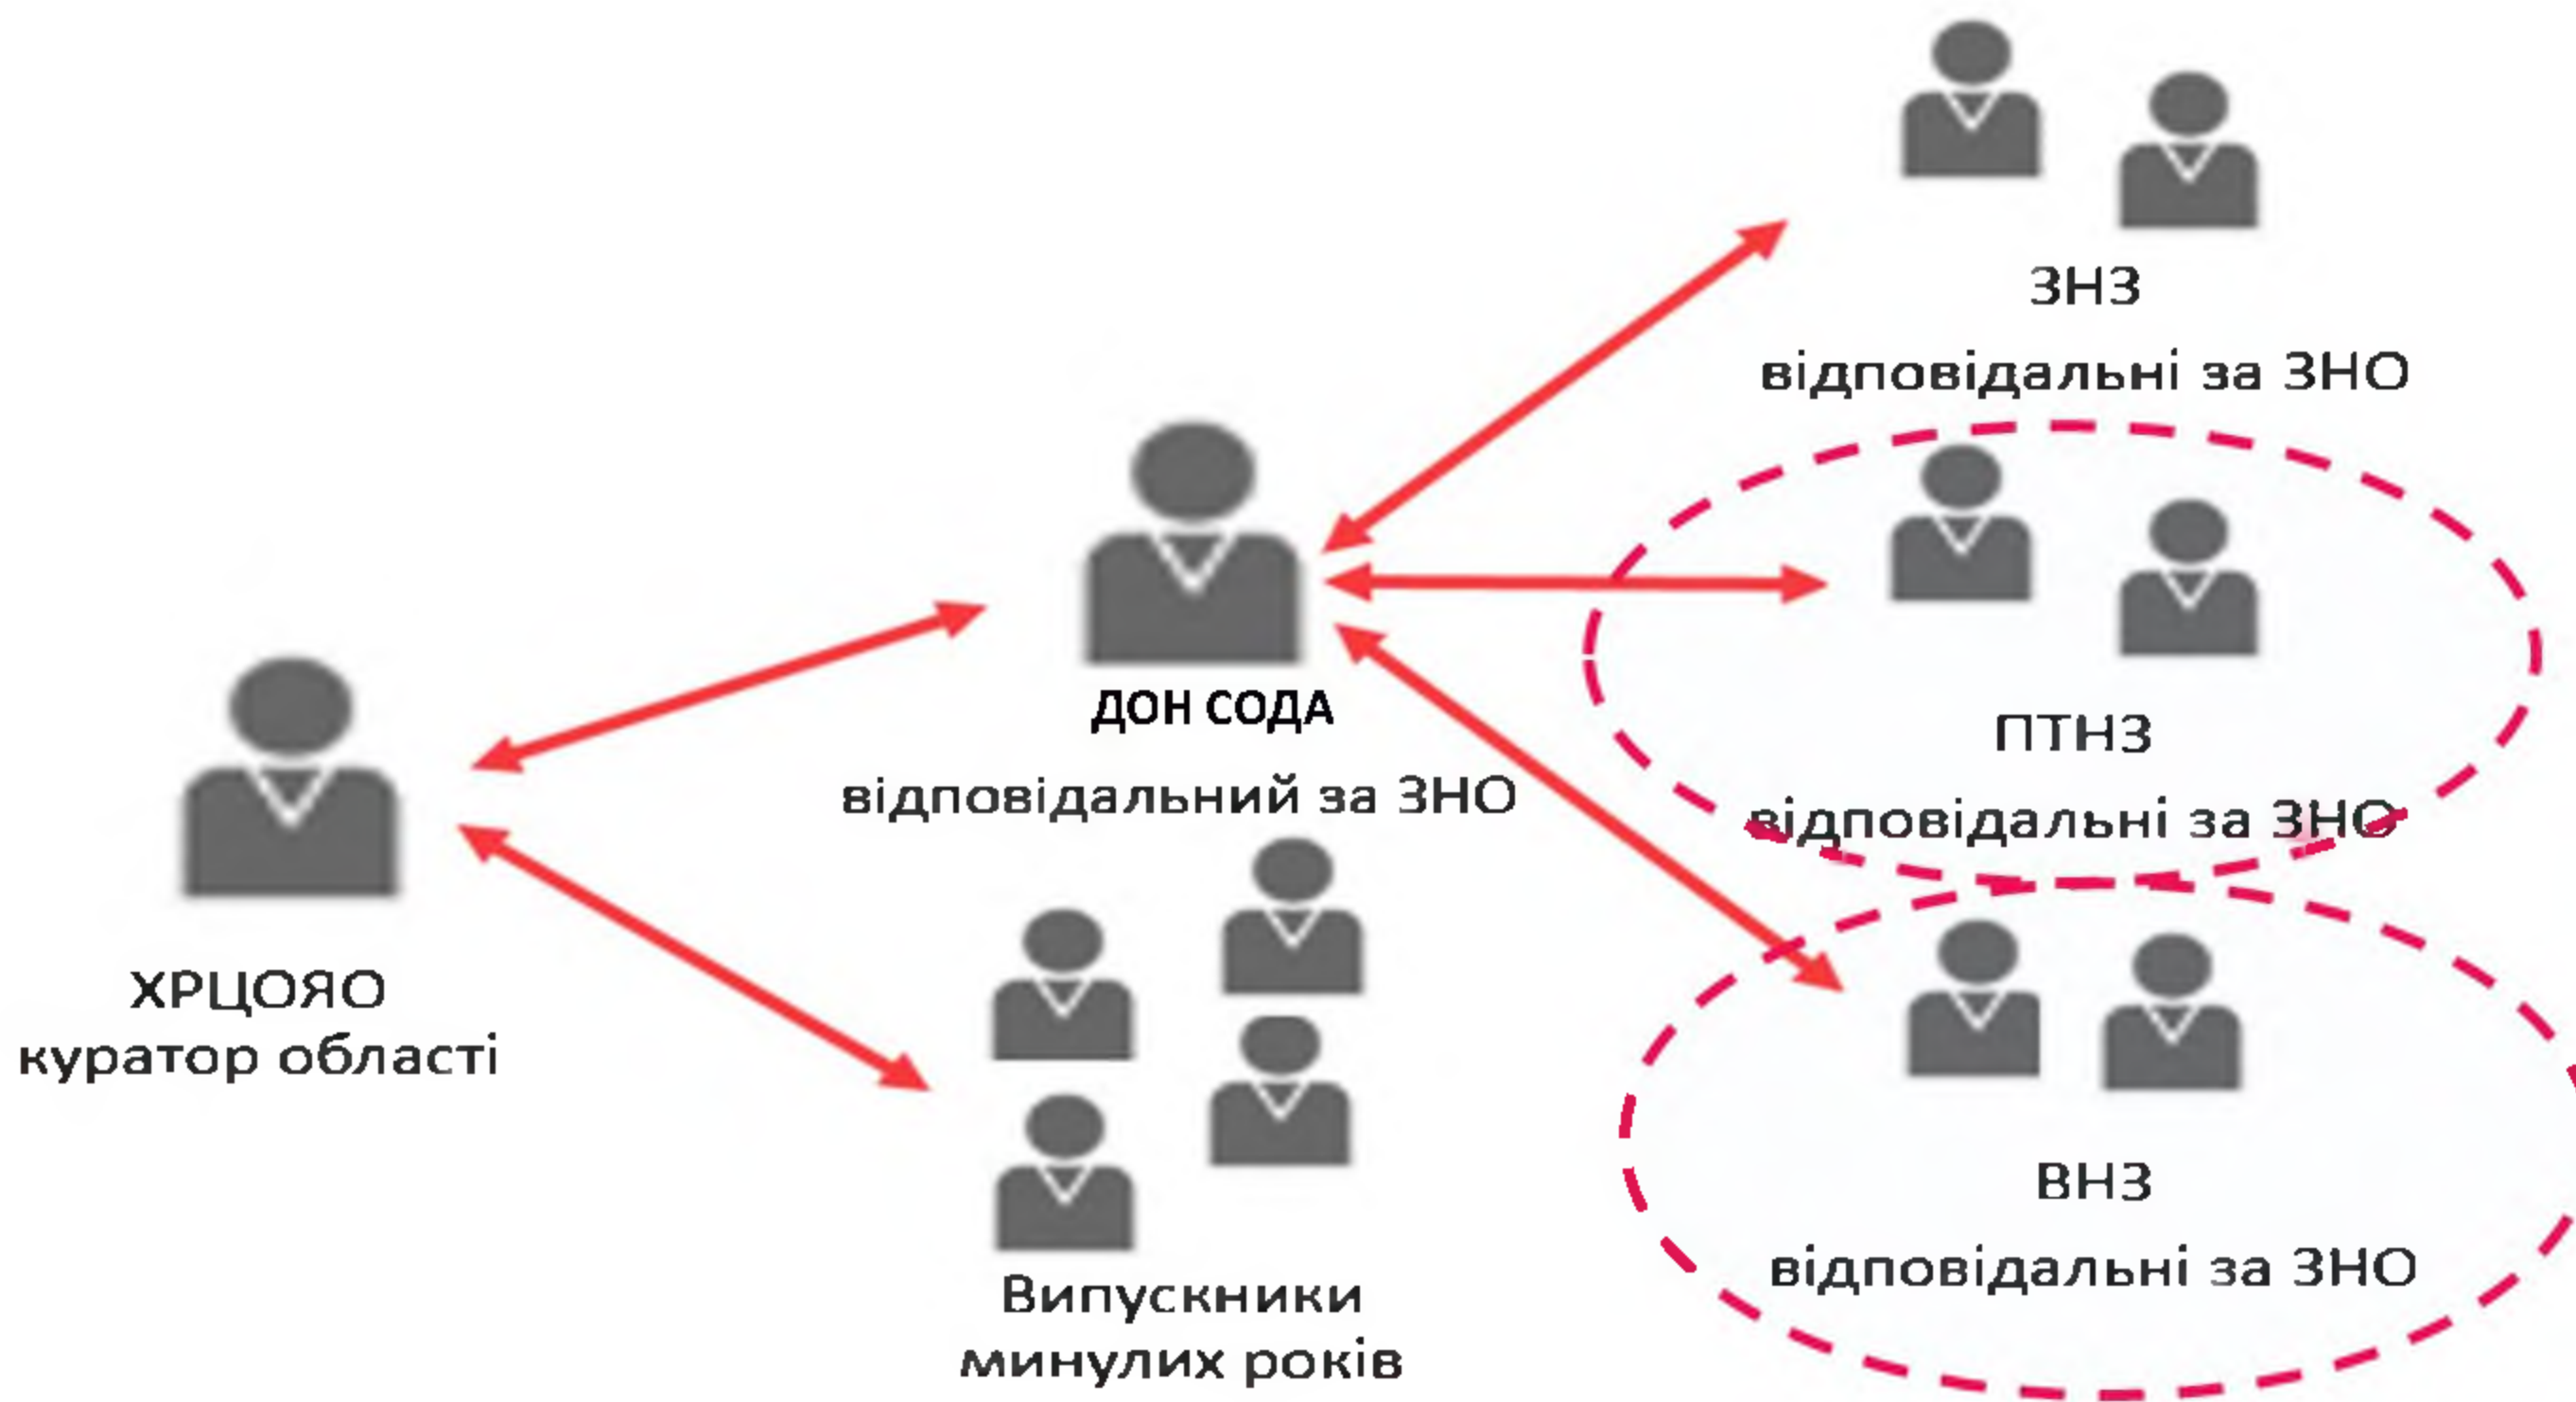 ЗНЗ
відповідальні за ЗНО
ДОН СОДА
відповідальний за ЗНО
ПТНЗ
відповідальні за ЗНО
ХРЦОЯО
куратор області
Випускники
минулих років
ВНЗ
відповідальні за ЗНО